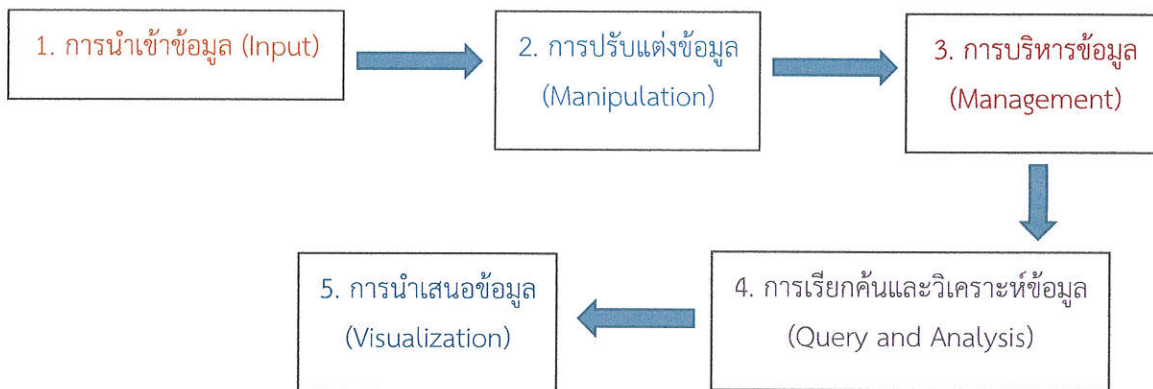 1. การนำเข้าข้อมูล (Input)
2. การปรับแต่งข้อมูล
(Manipulation)
3. การบริหารข้อมูล
(Management)
4. การเรียกค้นและวิเคราะห์ข้อมูล
(Query and Analysis)
5. การนำเสนอข้อมูล
(Visualization)